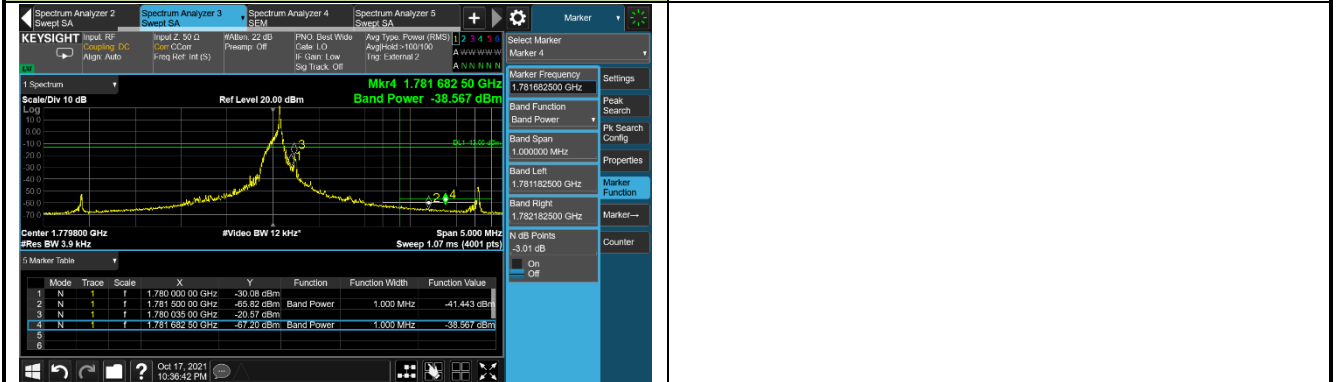 Spectrum Analyzer 2
Swept SA
Spectrum Analyzer 3
Swept SA
Spectrum Analyzer 4
SEM
Spectrum Analyzer 5
Swept SA
Marker
KEYSIGHT
Input: RF
Coupling: DC
Align: Auto
Input Z: 50 Ω
Corr CCorr
Freq Ref: Int (S)
#Atten: 22 dB
Preamp: Off
PNO: Best Wide
Gate: LO
IF Gain: Low
Sig Track: Off
Avg Type: Power (RMS)
Avg|Hold:>100/100
Trig: External 2
1 2 3 4 5 6
A W W W W W
A N N N N N
LV
1 Spectrum
Scale/Div 10 dB
Ref Level 20.00 dBm
Mkr4 1.781 682 50 GHz
Band Power -38.567 dBm
Log
10.0
0.00
-10.0
-20.0
-30.0
-40.0
-50.0
-60.0
-70.0
DL1 -13.00 dBm
3
1
2
4
Center 1.779800 GHz
#Res BW 3.9 kHz
#Video BW 12 kHz*
Span 5.000 MHz
Sweep 1.07 ms (4001 pts)
5 Marker Table
Mode Trace Scale X Y Function Function Width Function Value
1 N 1 f 1.780 000 00 GHz -30.08 dBm
2 N 1 f 1.781 500 00 GHz -65.82 dBm Band Power 1.000 MHz -41.443 dBm
3 N 1 f 1.780 035 00 GHz -20.57 dBm
4 N 1 f 1.781 682 50 GHz -67.20 dBm Band Power 1.000 MHz -38.567 dBm
5
6
Select Marker
Marker 4
Marker Frequency
1.781682500 GHz
Band Function
Band Power
Band Span
1.000000 MHz
Band Left
1.781182500 GHz
Band Right
1.782182500 GHz
N dB Points
-3.01 dB
On
Off
Settings
Peak
Search
Pk Search
Config
Properties
Marker
Function
Marker→
Counter
Oct 17, 2021
10:36:42 PM